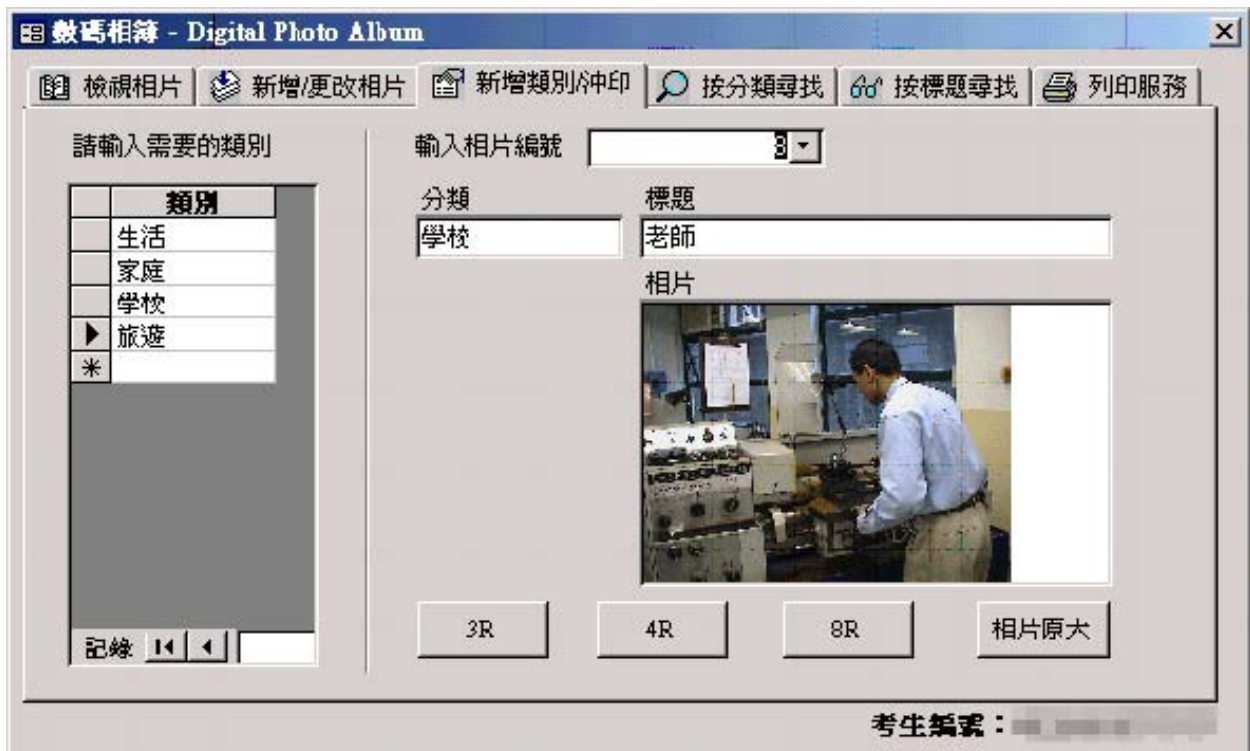 數碼相簿 - Digital Photo Album
檢視相片 新增/更改相片 新增類別/沖印 按分類尋找 按標題尋找 列印服務
請輸入需要的類別
輸入相片編號 8
類別
生活
家庭
學校
旅遊
分類 標題
學校 老師
相片
3R 4R 8R 相片原大
記錄
考生編號：